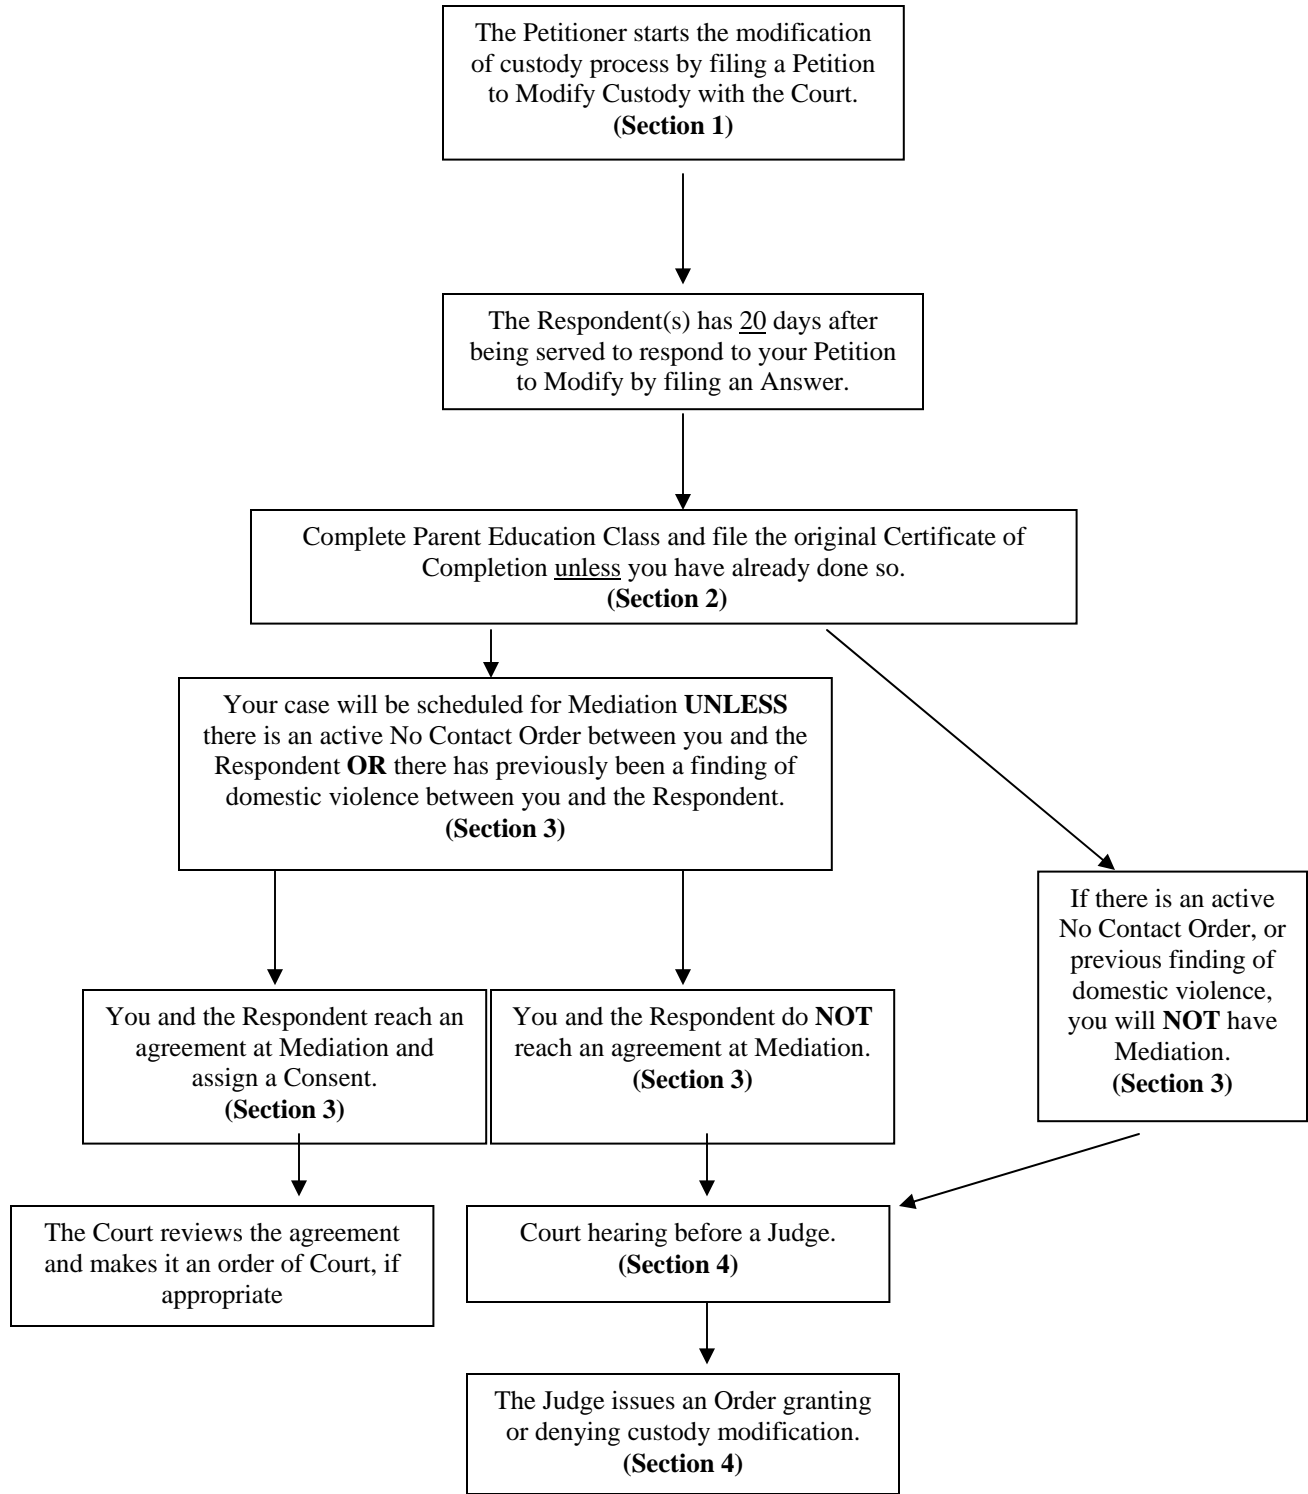 The Petitioner starts the modification
of custody process by filing a Petition
to Modify Custody with the Court.
(Section 1)
The Respondent(s) has 20 days after
being served to respond to your Petition
to Modify by filing an Answer.
Complete Parent Education Class and file the original Certificate of
Completion unless you have already done so.
(Section 2)
Your case will be scheduled for Mediation UNLESS
there is an active No Contact Order between you and the
Respondent OR there has previously been a finding of
domestic violence between you and the Respondent.
(Section 3)
If there is an active
No Contact Order, or
previous finding of
domestic violence,
you will NOT have
Mediation.
(Section 3)
You and the Respondent reach an
agreement at Mediation and
assign a Consent.
(Section 3)
You and the Respondent do NOT
reach an agreement at Mediation.
(Section 3)
The Court reviews the agreement
and makes it an order of Court, if
appropriate
Court hearing before a Judge.
(Section 4)
The Judge issues an Order granting
or denying custody modification.
(Section 4)